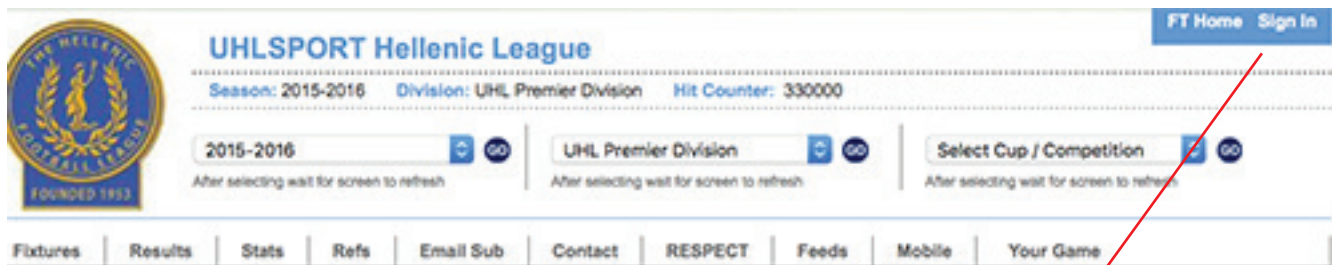 FT Home Sign In
THE HELLENIC
FOOTBALL LEAGUE
FOUNDED 1953
UHLSPORT Hellenic League
Season: 2015-2016 Division: UHL Premier Division Hit Counter: 330000
2015-2016 GO UHL Premier Division GO Select Cup / Competition GO
After selecting wait for screen to refresh After selecting wait for screen to refresh After selecting wait for screen to refresh
Fixtures Results Stats Refs Email Sub Contact RESPECT Feeds Mobile Your Game